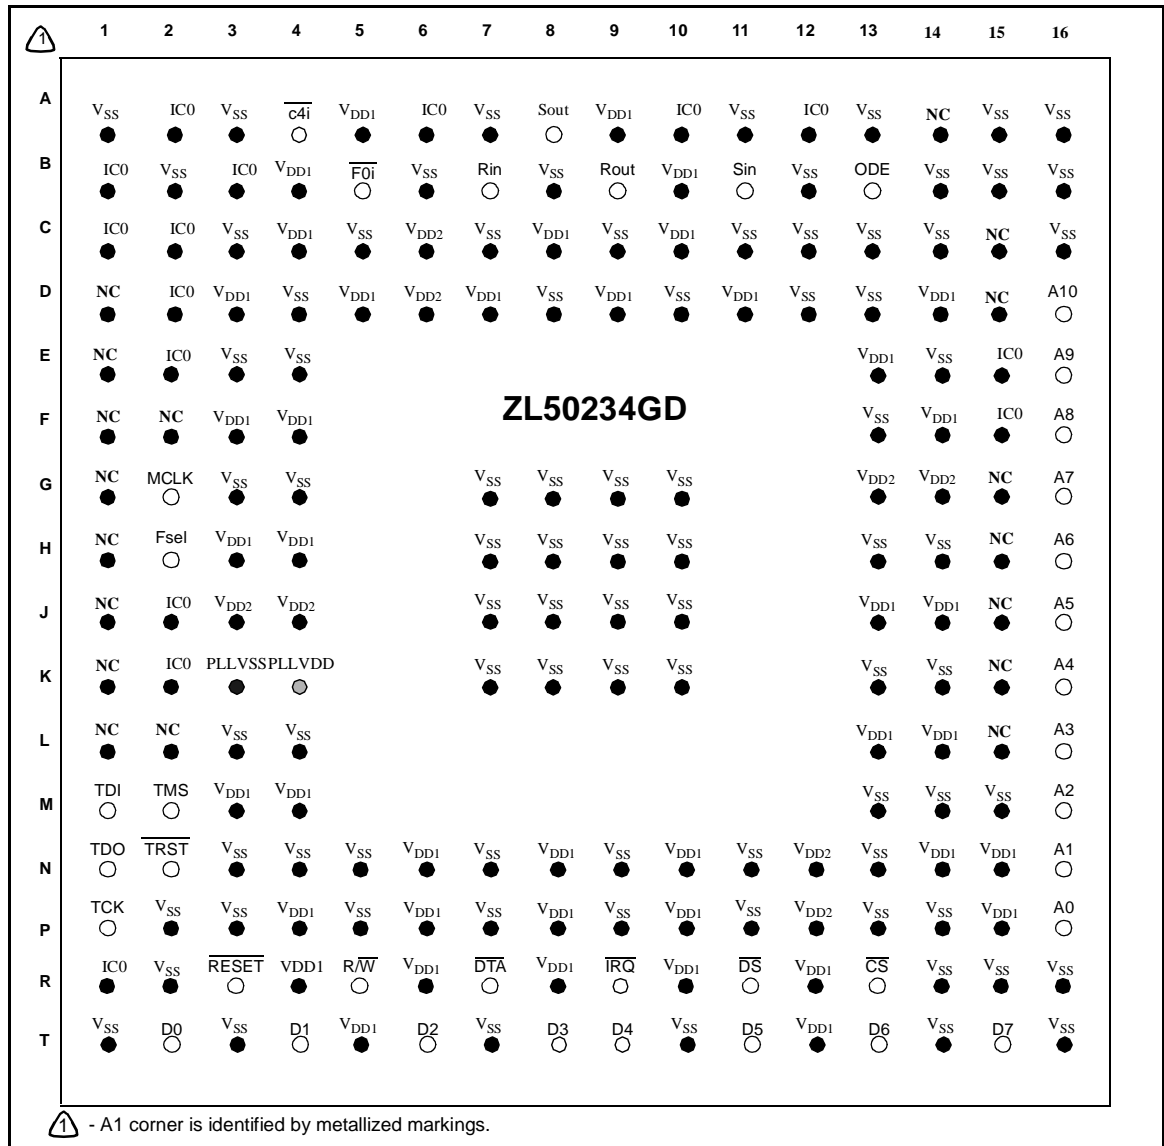 1 1 2 3 4 5 6 7 8 9 10 11 12 13 14 15 16
A VSS IC0 VSS c4i VDD1 IC0 VSS Sout VDD1 IC0 VSS IC0 VSS NC VSS VSS
B IC0 VSS IC0 VDD1 F0i VSS Rin VSS Rout VDD1 Sin VSS ODE VSS VSS VSS
C IC0 IC0 VSS VDD1 VSS VDD2 VSS VDD1 VSS VDD1 VSS VSS VSS VSS NC VSS
D NC IC0 VDD1 VSS VDD1 VDD2 VDD1 VSS VDD1 VSS VDD1 VSS VSS VDD1 NC A10
E NC IC0 VSS VSS VDD1 VSS IC0 A9
ZL50234GD
F NC NC VDD1 VDD1 VSS VDD1 IC0 A8
G NC MCLK VSS VSS VSS VSS VSS VSS VDD2 VDD2 NC A7
H NC Fsel VDD1 VDD1 VSS VSS VSS VSS VSS VSS NC A6
J NC IC0 VDD2 VDD2 VSS VSS VSS VSS VDD1 VDD1 NC A5
K NC IC0 PLLVSS PLLVDD VSS VSS VSS VSS VSS VSS NC A4
L NC NC VSS VSS VDD1 VDD1 NC A3
M TDI TMS VDD1 VDD1 VSS VSS VSS A2
N TDO TRST VSS VSS VSS VDD1 VSS VDD1 VSS VDD1 VSS VDD2 VSS VDD1 VDD1 A1
P TCK VSS VSS VDD1 VSS VDD1 VSS VDD1 VSS VDD1 VSS VDD2 VSS VSS VDD1 A0
R IC0 VSS RESET VDD1 R/W VDD1 DTA VDD1 IRQ VDD1 DS VDD1 CS VSS VSS VSS
T VSS D0 VSS D1 VDD1 D2 VSS D3 D4 VSS D5 VDD1 D6 VSS D7 VSS
1 - A1 corner is identified by metallized markings.